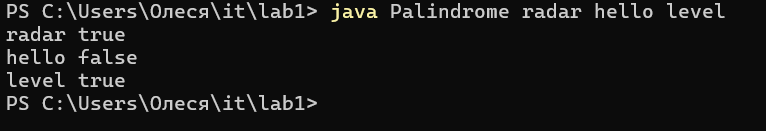 PS C:\Users\Олеся\it\lab1> java Palindrome radar hello level
radar true
hello false
level true
PS C:\Users\Олеся\it\lab1>